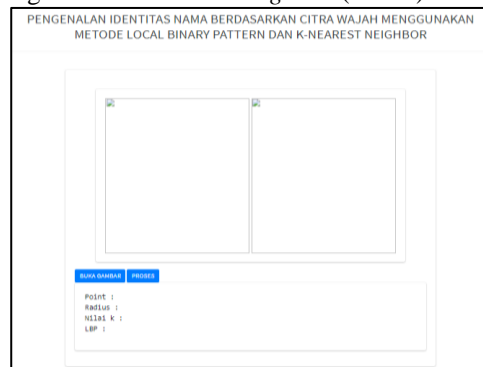 PENGENALAN IDENTITAS NAMA BERDASARKAN CITRA WAJAH MENGGUNAKAN
METODE LOCAL BINARY PATTERN DAN K-NEAREST NEIGHBOR
BUKA GAMBAR PROSES
Point :
Radius :
Nilai k :
LBP :